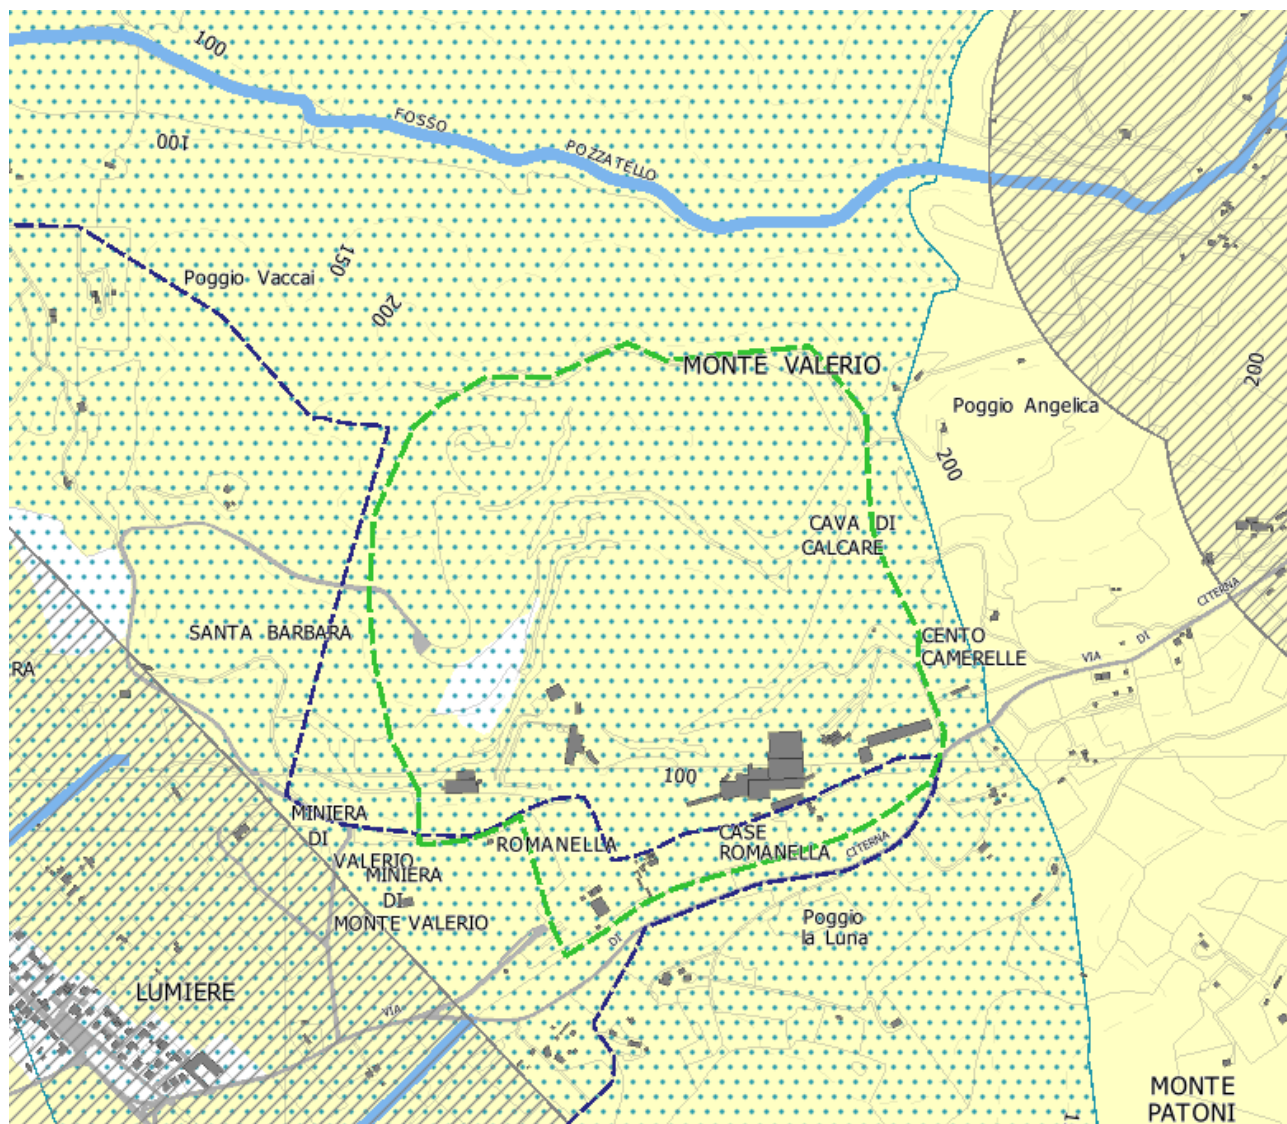 100
FOSSO
100
POZZATELLO
150
Poggio Vaccai
200
MONTE VALERIO
200
Poggio Angelica
200
CAVA DI
CALCARE
CITERNA
SANTA BARBARA
CENTO
CAMERELLE
DI
VIA
RA
100
MINIERA
DI
VALERIO
ROMANELLA
CASE
ROMANELLA
CITERNA
MINIERA
DI
MONTE VALERIO
Poggio
la Luna
DI
LUMIERE
VIA
MONTE
PATONI